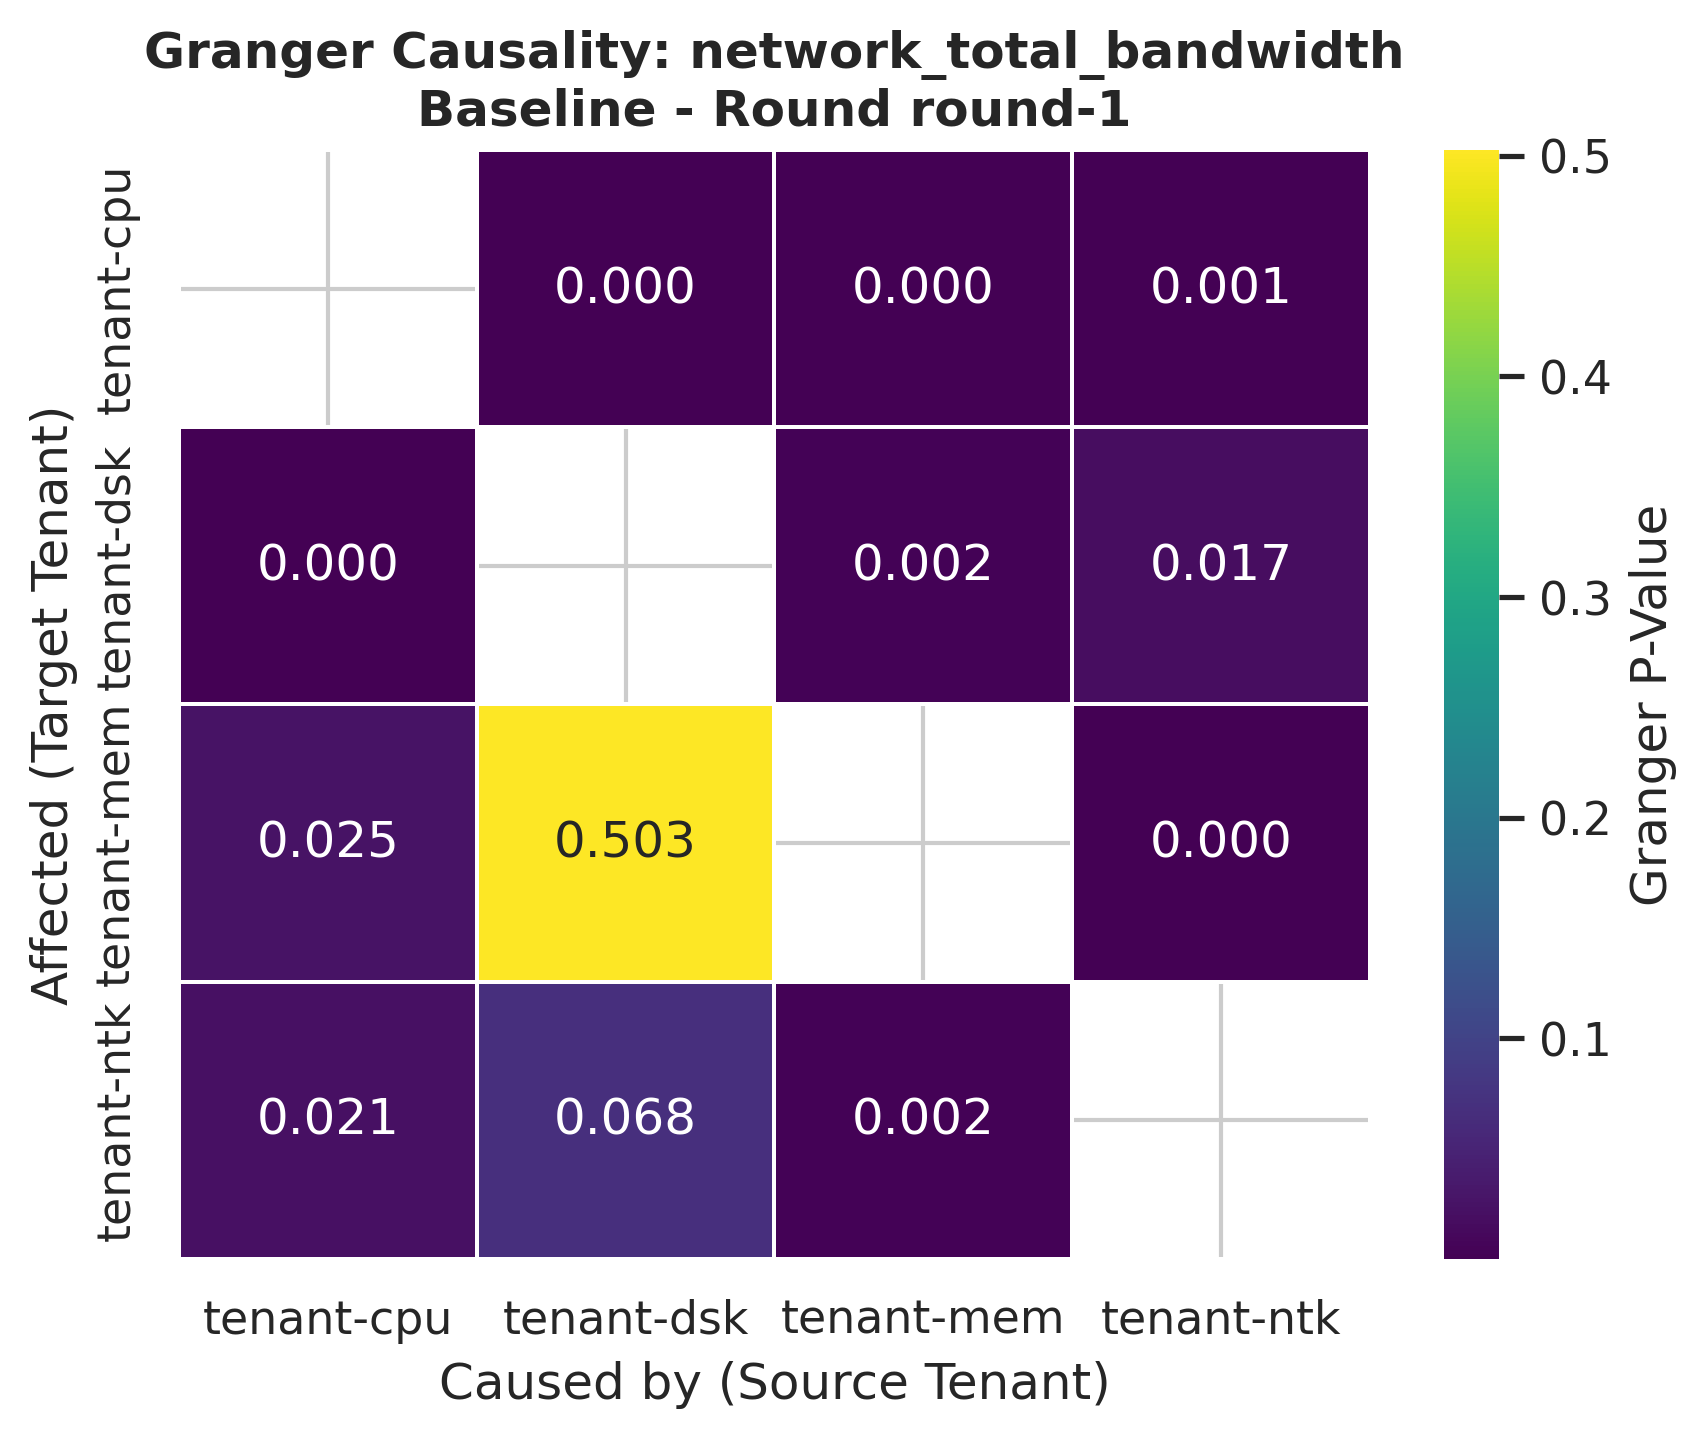 Granger Causality: network_total_bandwidth
Baseline - Round round-1
Affected (Target Tenant)
tenant-cpu
0.000 0.000 0.001
tenant-dsk
0.000 0.002 0.017
tenant-mem
0.025 0.503 0.000
tenant-ntk
0.021 0.068 0.002
tenant-cpu tenant-dsk tenant-mem tenant-ntk
Caused by (Source Tenant)
0.5
0.4
0.3
0.2
0.1
Granger P-Value